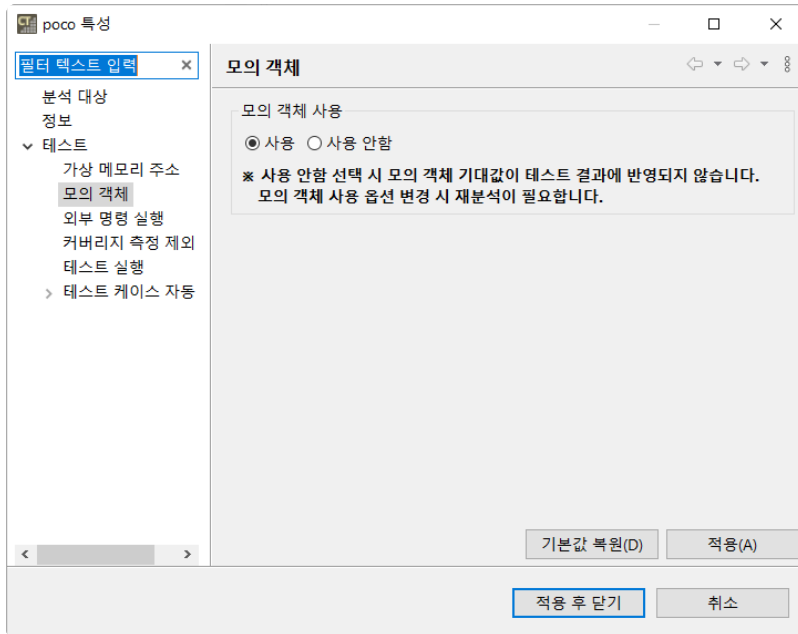 poco 특성
필터 텍스트 입력
분석 대상
정보
테스트
가상 메모리 주소
모의 객체
외부 명령 실행
커버리지 측정 제외
테스트 실행
테스트 케이스 자동
모의 객체
모의 객체 사용
사용 사용 안함
※ 사용 안함 선택 시 모의 객체 기대값이 테스트 결과에 반영되지 않습니다.
모의 객체 사용 옵션 변경 시 재분석이 필요합니다.
기본값 복원(D) 적용(A)
적용 후 닫기 취소